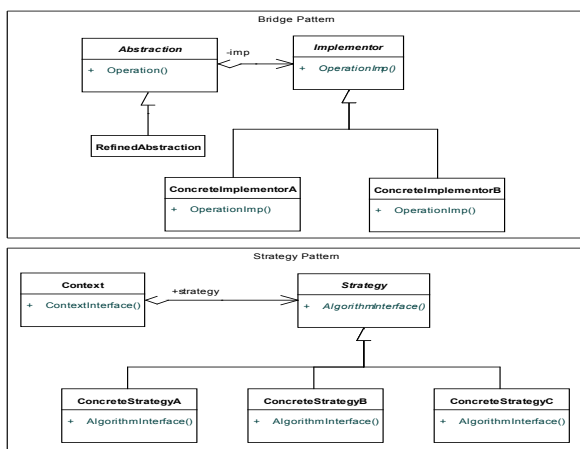 Bridge Pattern
Abstraction
+ Operation()
-imp
Implementor
+ OperationImp()
RefinedAbstraction
ConcreteImplementorA
+ OperationImp()
ConcreteImplementorB
+ OperationImp()
Strategy Pattern
Context
+ ContextInterface()
+strategy
Strategy
+ AlgorithmInterface()
ConcreteStrategyA
+ AlgorithmInterface()
ConcreteStrategyB
+ AlgorithmInterface()
ConcreteStrategyC
+ AlgorithmInterface()